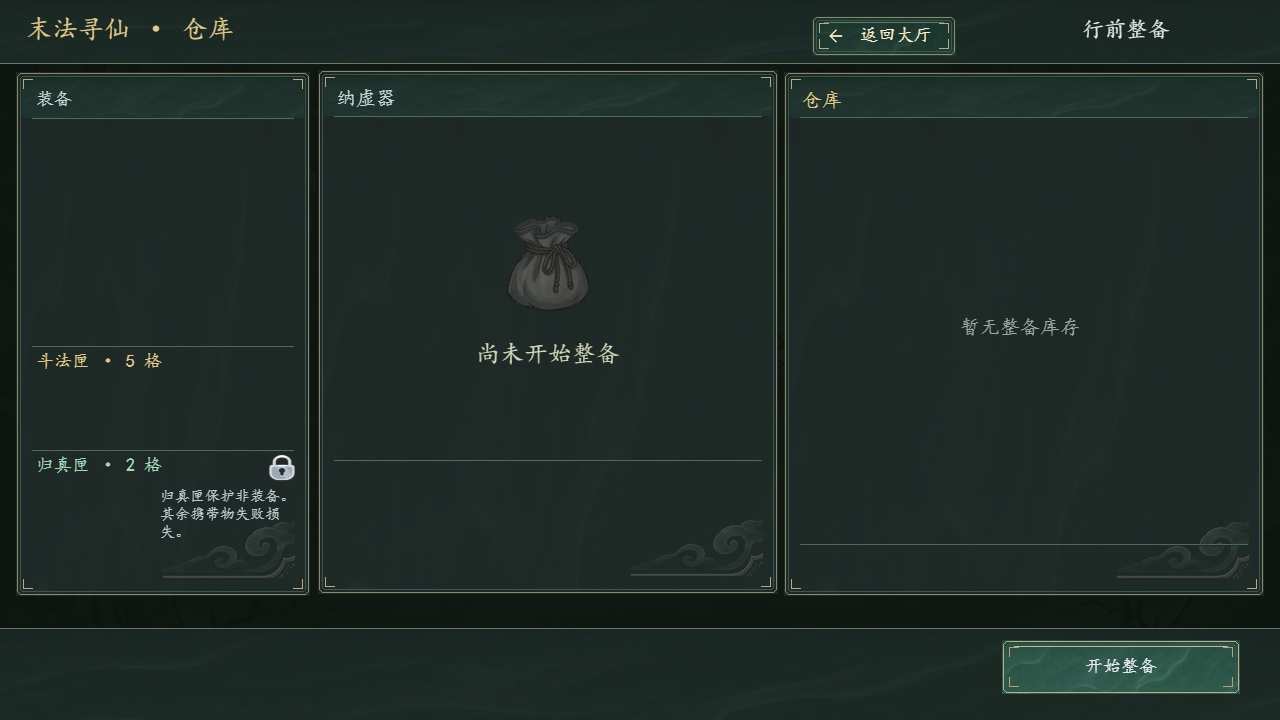 末法寻仙 • 仓库
← 返回大厅
行前整备
装备
纳虚器
仓库
尚未开始整备
暂无整备库存
斗法匣 • 5 格
归真匣 • 2 格
归真匣保护非装备。
其余携带物失败损
失。
开始整备